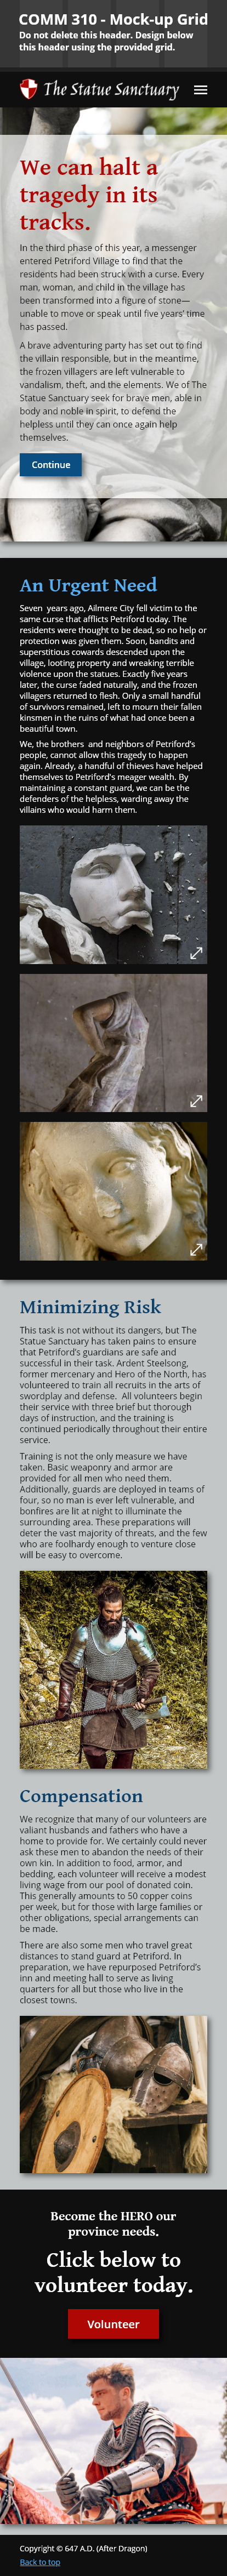 COMM 310 - Mock-up Grid
Do not delete this header. Design below
this header using the provided grid.
The Statue Sanctuary
We can halt a
tragedy in its
tracks.
In the third phase of this year, a messenger
entered Petriford Village to find that the
residents had been struck with a curse. Every
man, woman, and child in the village has
been transformed into a figure of stone—
unable to move or speak until five years’ time
has passed.
A brave adventuring party has set out to find
the villain responsible, but in the meantime,
the frozen villagers are left vulnerable to
vandalism, theft, and the elements. We of The
Statue Sanctuary seek for brave men, able in
body and noble in spirit, to defend the
helpless until they can once again help
themselves.
Continue
An Urgent Need
Seven years ago, Ailmere City fell victim to the
same curse that afflicts Petriford today. The
residents were thought to be dead, so no help or
protection was given them. Soon, bandits and
superstitious cowards descended upon the
village, looting property and wreaking terrible
violence upon the statues. Exactly five years
later, the curse faded naturally, and the frozen
villagers returned to flesh. Only a small handful
of survivors remained, left to mourn their fallen
kinsmen in the ruins of what had once been a
beautiful town.
We, the brothers and neighbors of Petriford’s
people, cannot allow this tragedy to happen
again. Already, a handful of thieves have helped
themselves to Petriford’s meager wealth. By
maintaining a constant guard, we can be the
defenders of the helpless, warding away the
villains who would harm them.
Minimizing Risk
This task is not without its dangers, but The
Statue Sanctuary has taken pains to ensure
that Petriford’s guardians are safe and
successful in their task. Ardent Steelsong,
former mercenary and Hero of the North, has
volunteered to train all recruits in the arts of
swordplay and defense. All volunteers begin
their service with three brief but thorough
days of instruction, and the training is
continued periodically throughout their entire
service.
Training is not the only measure we have
taken. Basic weaponry and armor are
provided for all men who need them.
Additionally, guards are deployed in teams of
four, so no man is ever left vulnerable, and
bonfires are lit at night to illuminate the
surrounding area. These preparations will
deter the vast majority of threats, and the few
who are foolhardy enough to venture close
will be easy to overcome.
Compensation
We recognize that many of our volunteers are
valiant husbands and fathers who have a
home to provide for. We certainly could never
ask these men to abandon the needs of their
own kin. In addition to food, armor, and
bedding, each volunteer will receive a modest
living wage from our pool of donated coin.
This generally amounts to 50 copper coins
per week, but for those with large families or
other obligations, special arrangements can
be made.
There are also some men who travel great
distances to stand guard at Petriford. In
preparation, we have repurposed Petriford’s
inn and meeting hall to serve as living
quarters for all but those who live in the
closest towns.
Become the HERO our
province needs.
Click below to
volunteer today.
Volunteer
Copyright © 647 A.D. (After Dragon)
Back to top